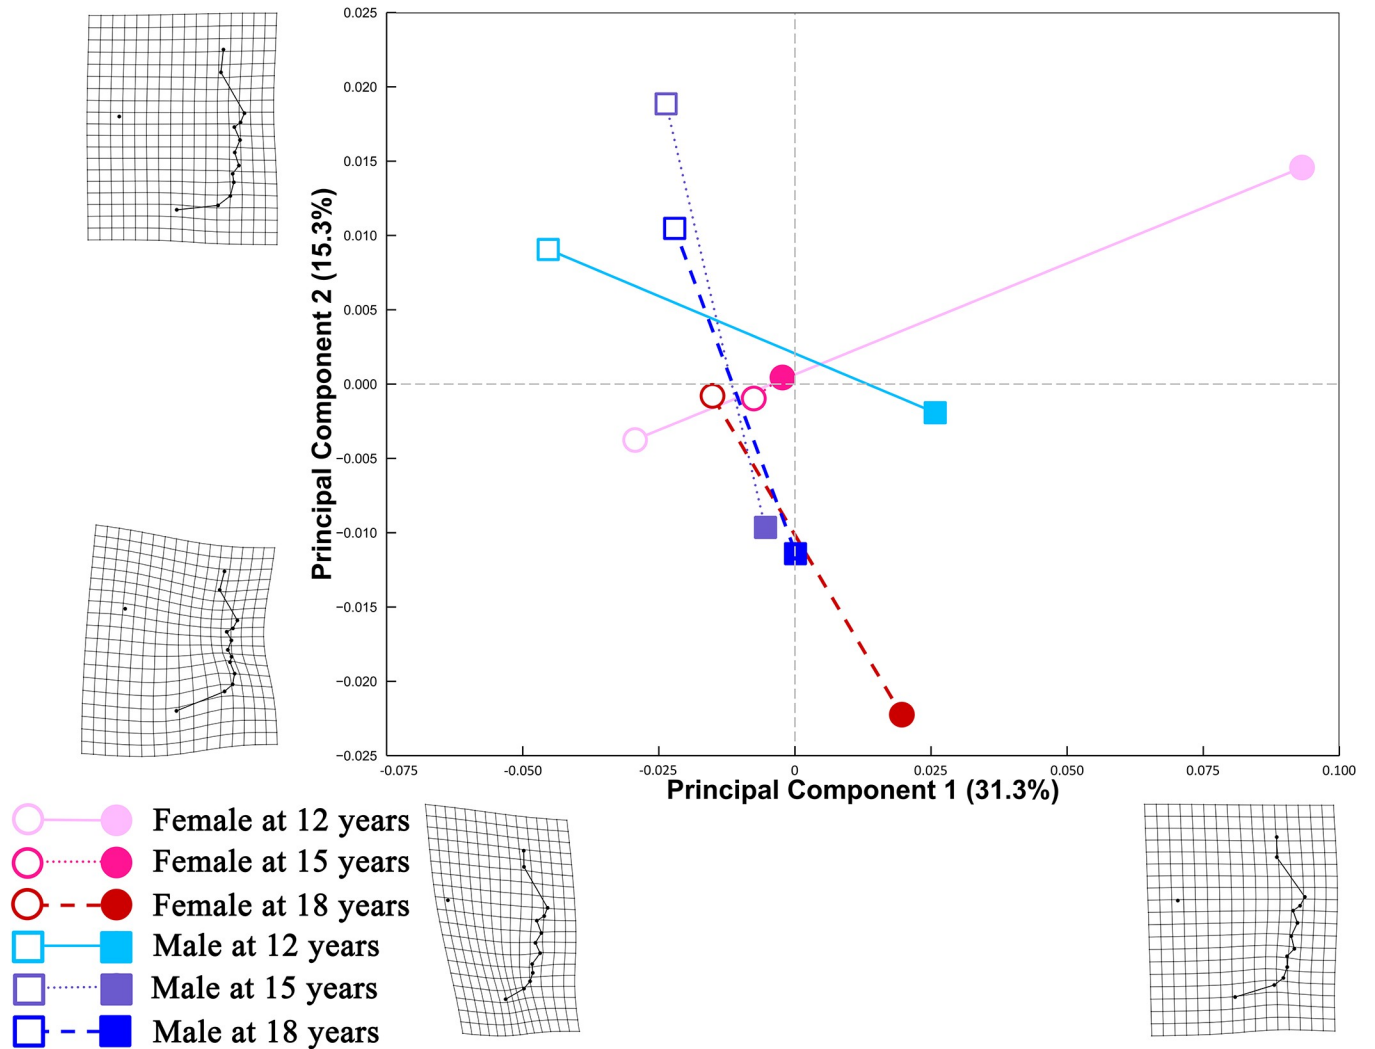 0.025
0.020
0.015
0.010
0.005
0.000
−0.005
−0.010
−0.015
−0.020
−0.025
Principal Component 2 (15.3%)
-0.075 -0.050 -0.025 0 0.025 0.050 0.075 0.100
Principal Component 1 (31.3%)
Female at 12 years
Female at 15 years
Female at 18 years
Male at 12 years
Male at 15 years
Male at 18 years